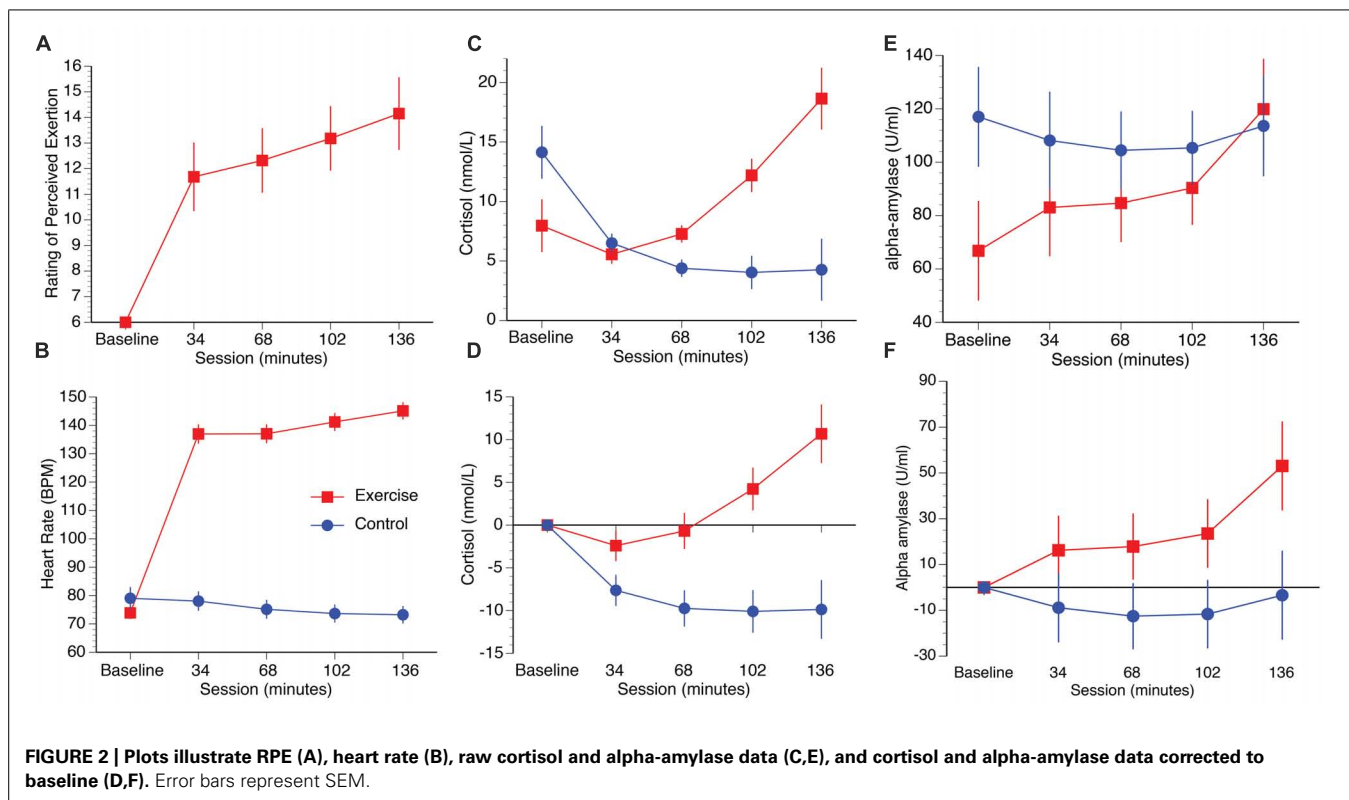 A
16
15
14
13
12
11
10
9
8
7
6
Rating of Perceived Exertion
Baseline 34 68 102 136
Session (minutes)
B
150
140
130
120
110
100
90
80
70
60
Heart Rate (BPM)
Exercise
Control
Baseline 34 68 102 136
Session (minutes)
C
20
15
10
5
0
Cortisol (nmol/L)
Baseline 34 68 102 136
Session (minutes)
D
15
10
5
0
-5
-10
-15
Cortisol (nmol/L)
Baseline 34 68 102 136
Session (minutes)
E
140
120
100
80
60
40
alpha-amylase (U/ml)
Baseline 34 68 102 136
Session (minutes)
F
90
70
50
30
10
-10
-30
Alpha amylase (U/ml)
Baseline 34 68 102 136
Session (minutes)
FIGURE 2 | Plots illustrate RPE (A), heart rate (B), raw cortisol and alpha-amylase data (C,E), and cortisol and alpha-amylase data corrected to
baseline (D,F). Error bars represent SEM.